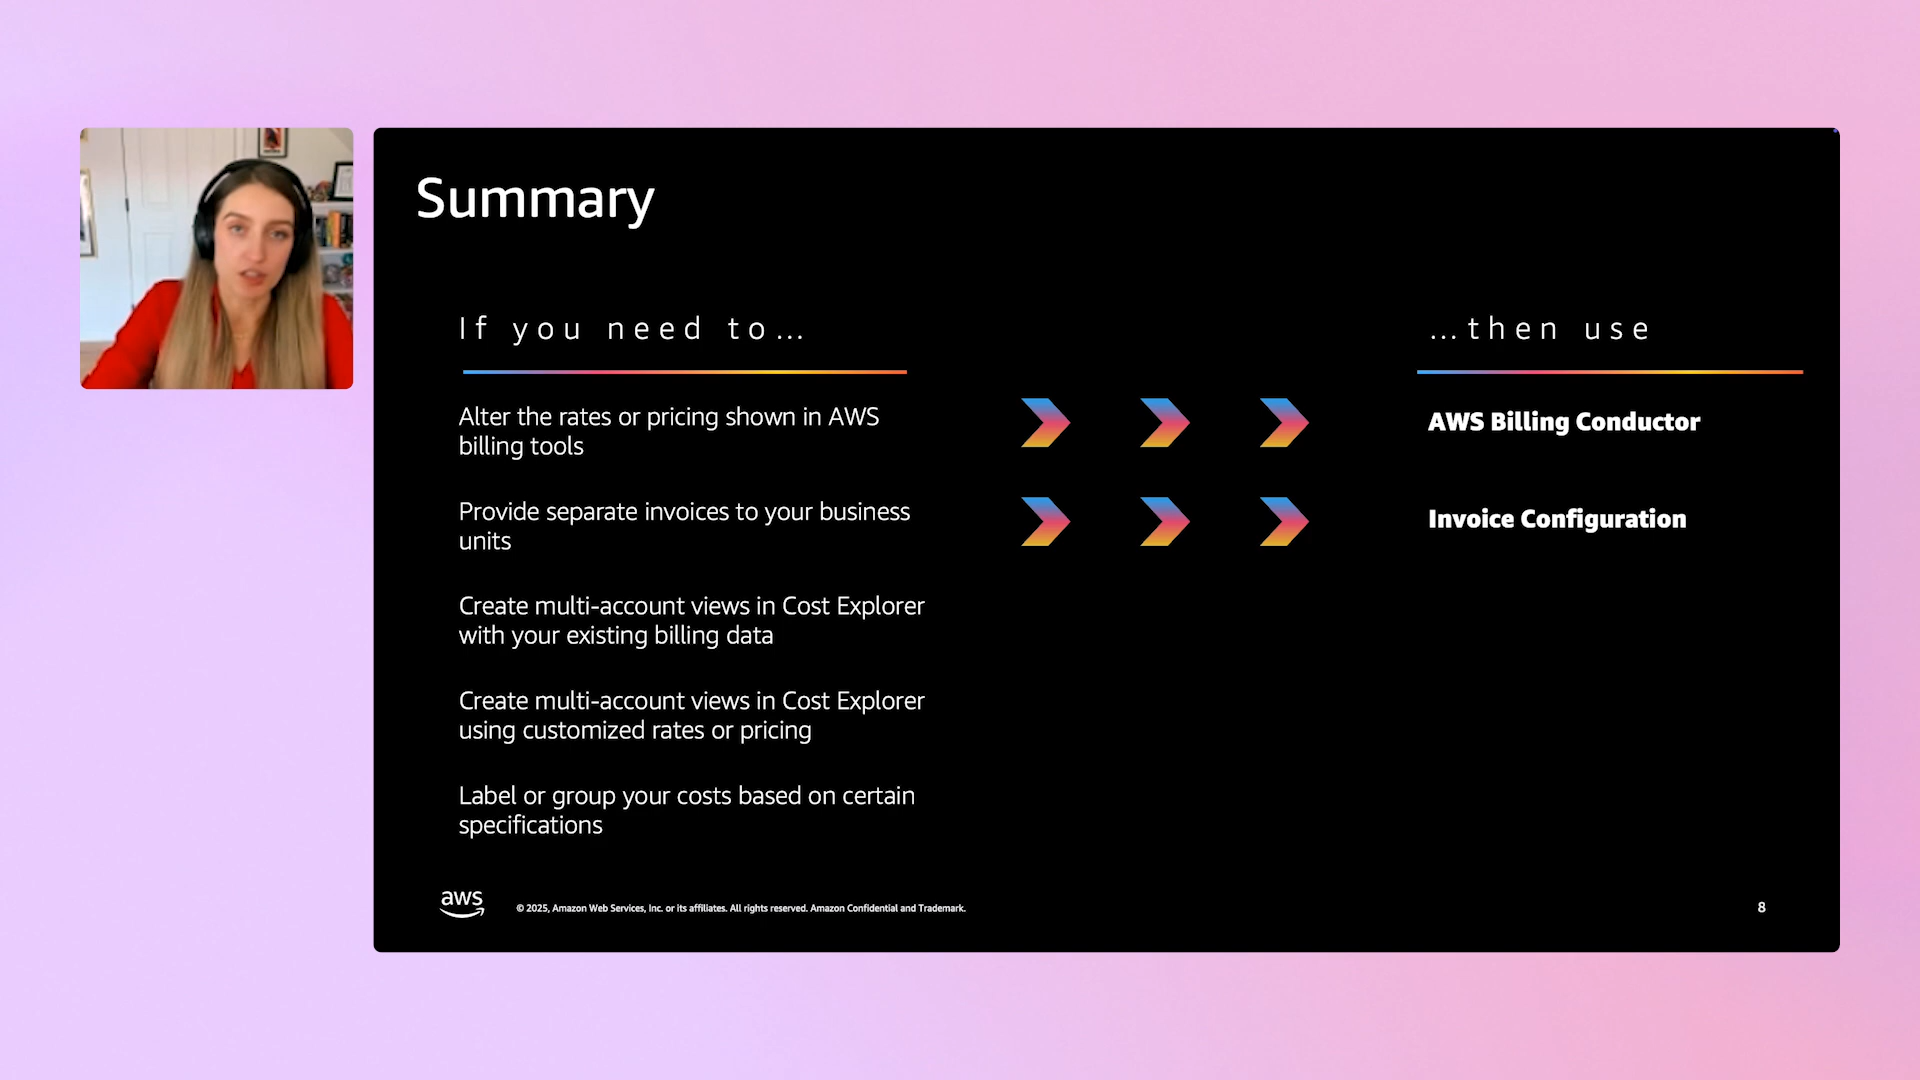 Summary
If you need to...
...then use
Alter the rates or pricing shown in AWS
billing tools
AWS Billing Conductor
Provide separate invoices to your business
units
Invoice Configuration
Create multi-account views in Cost Explorer
with your existing billing data
Create multi-account views in Cost Explorer
using customized rates or pricing
Label or group your costs based on certain
specifications
aws
© 2025, Amazon Web Services, Inc. or its affiliates. All rights reserved. Amazon Confidential and Trademark.
8